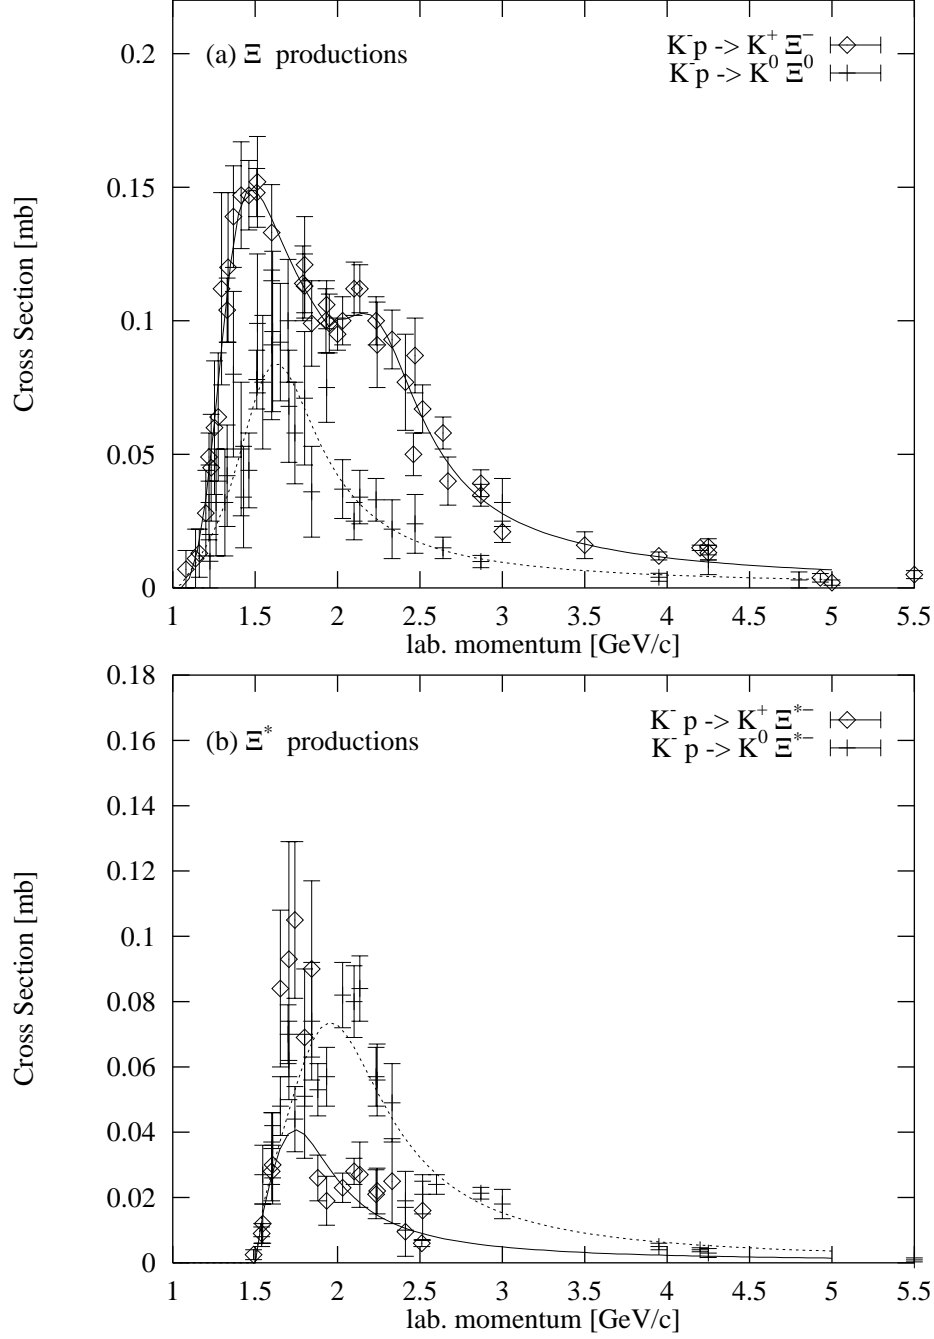 0.2
(a) Ξ productions
K⁻p -> K⁺ Ξ⁻
K⁻p -> K⁰ Ξ⁰
0.15
Cross Section [mb]
0.1
0.05
0
1 1.5 2 2.5 3 3.5 4 4.5 5 5.5
lab. momentum [GeV/c]
0.18
0.16
(b) Ξ* productions
K⁻ p -> K⁺ Ξ*⁻
K⁻ p -> K⁰ Ξ*⁻
0.14
0.12
Cross Section [mb]
0.1
0.08
0.06
0.04
0.02
0
1 1.5 2 2.5 3 3.5 4 4.5 5 5.5
lab. momentum [GeV/c]